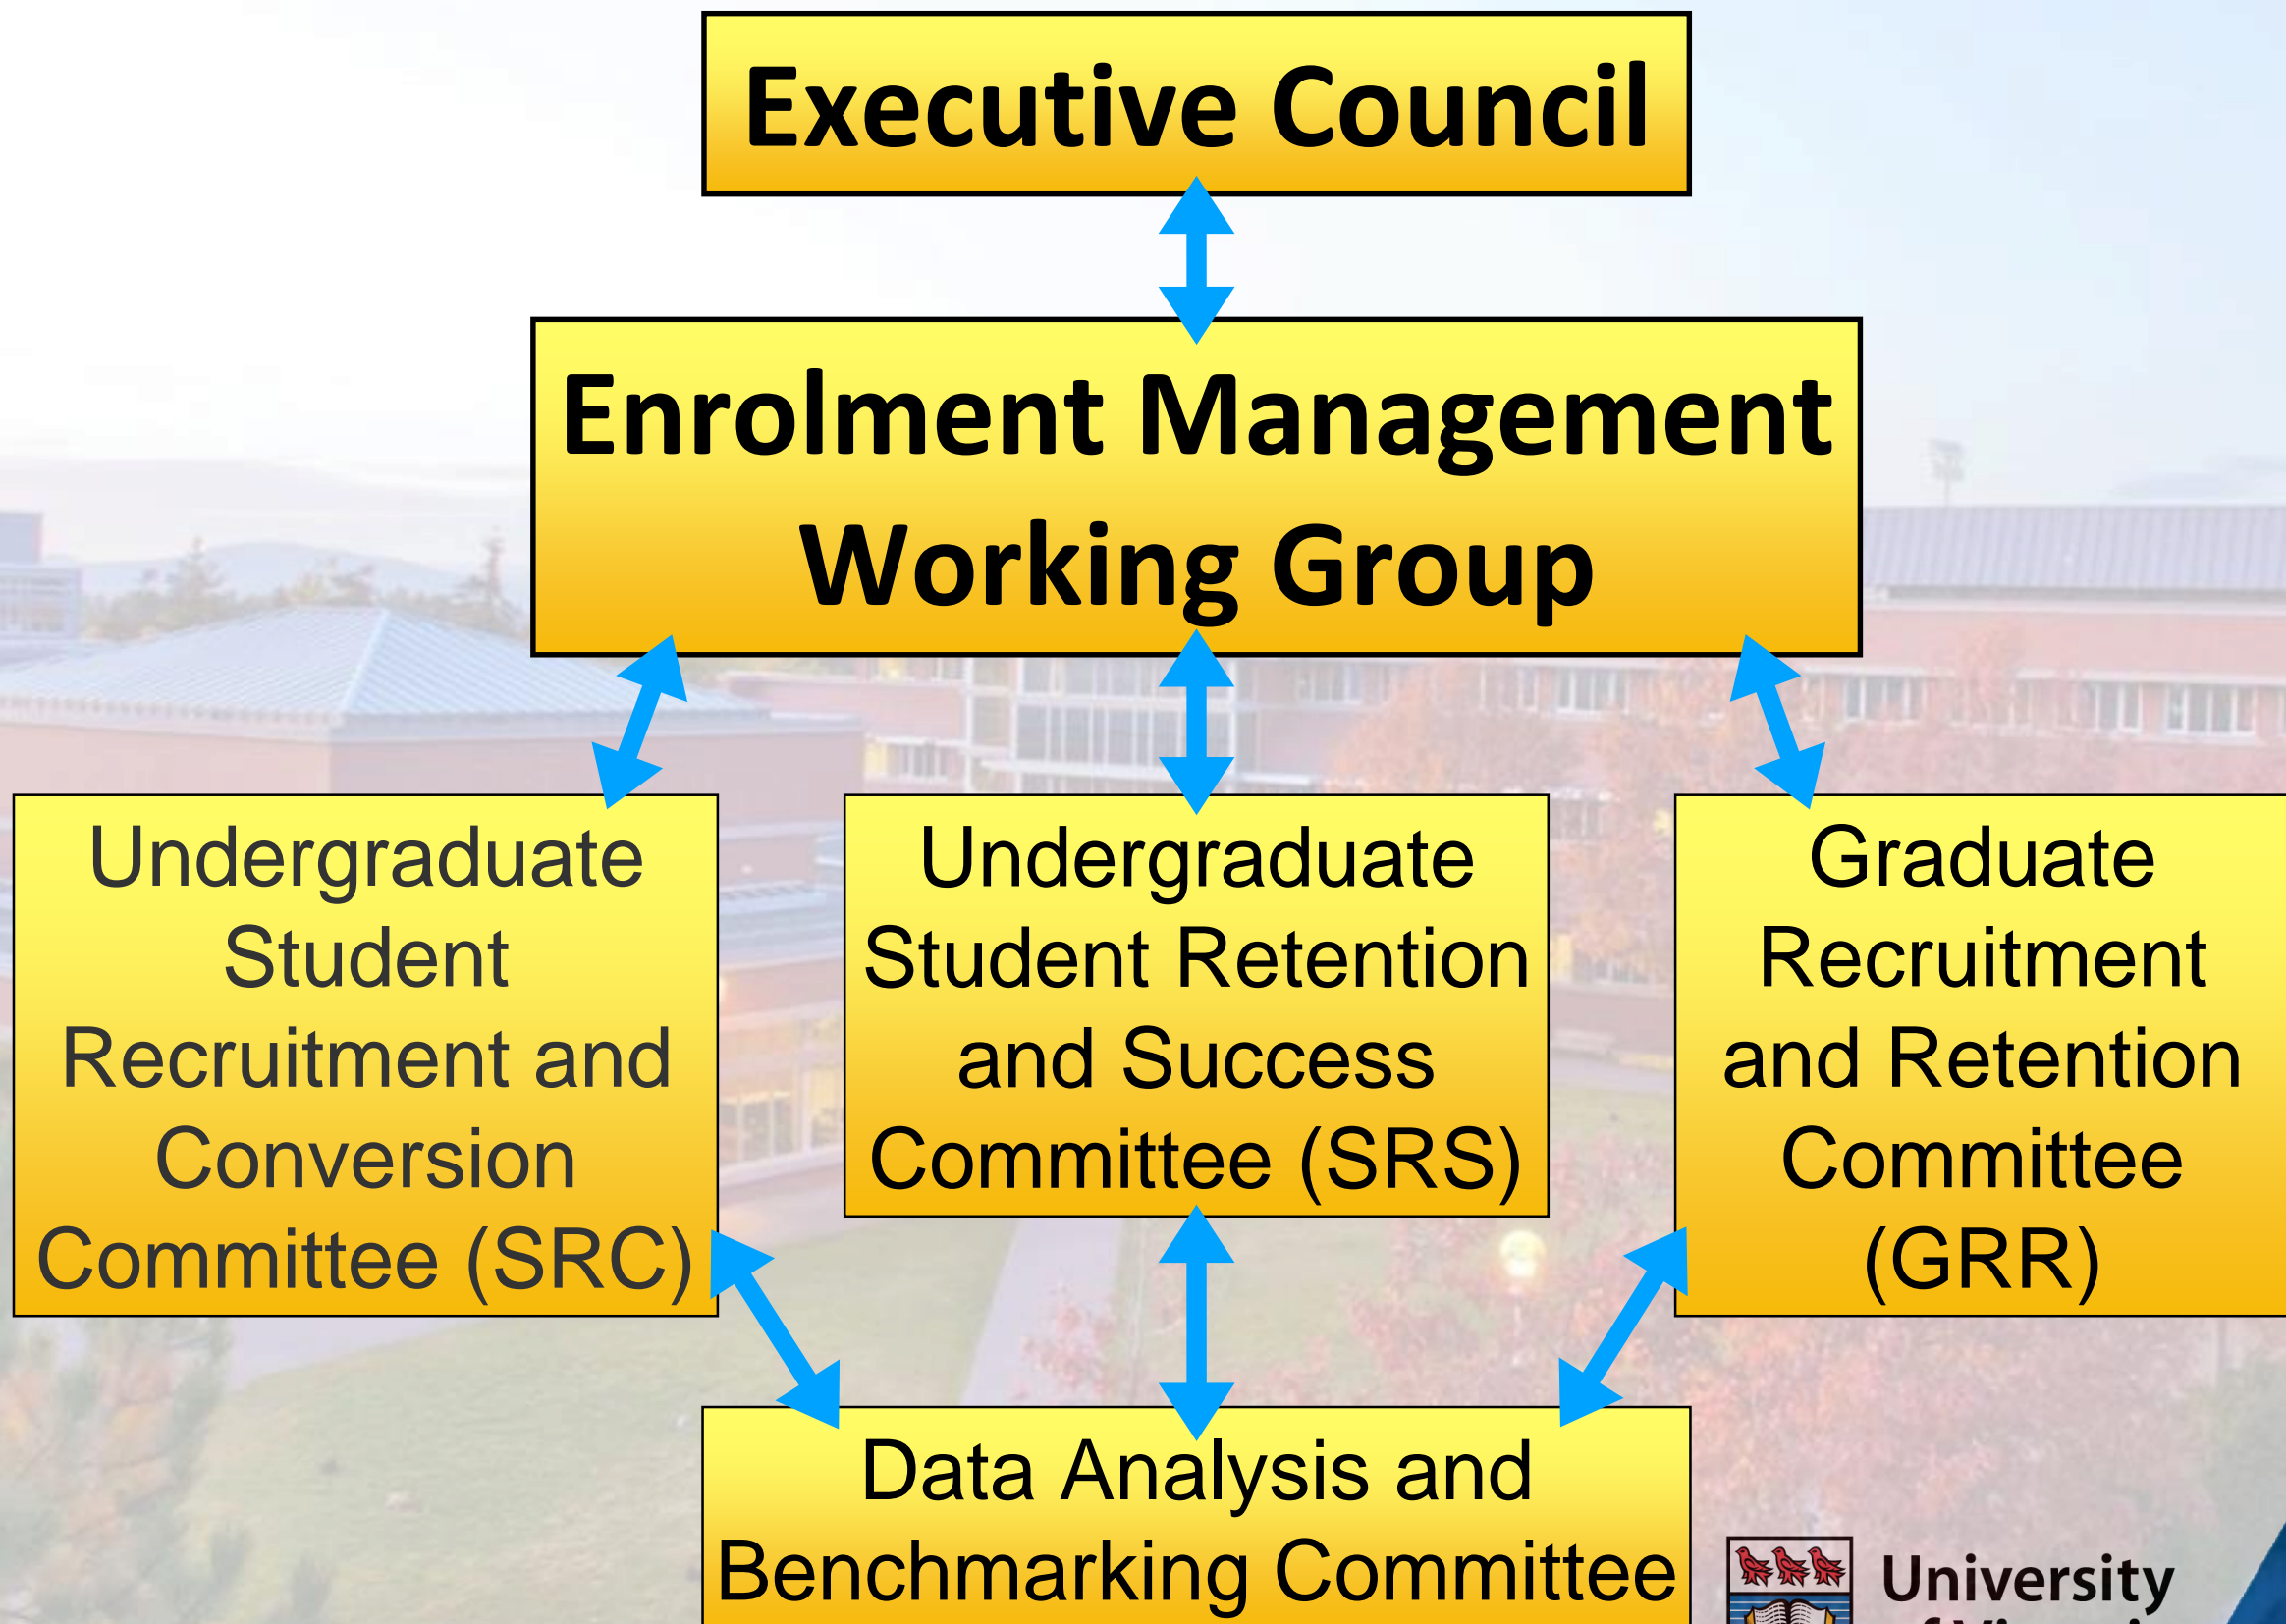 Executive Council
Enrolment Management
Working Group
Undergraduate
Student
Recruitment and
Conversion
Committee (SRC)
Undergraduate
Student Retention
and Success
Committee (SRS)
Graduate
Recruitment
and Retention
Committee
(GRR)
Data Analysis and
Benchmarking Committee
University